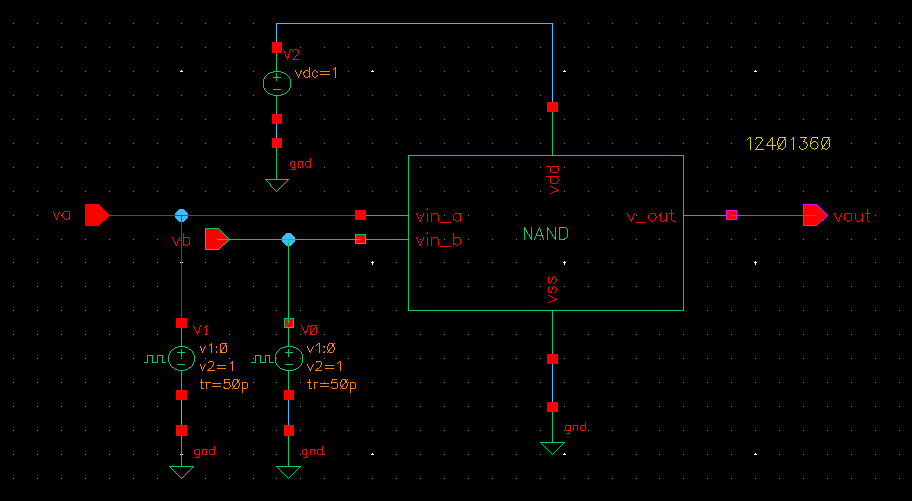 V2
vdc=1
gnd
12401360
vdd
va
vin_a
v_out
vout
vb
vin_b
NAND
vss
V1
v1:0
v2=1
tr=50p
V0
v1:0
v2=1
tr=50p
gnd
gnd
gnd